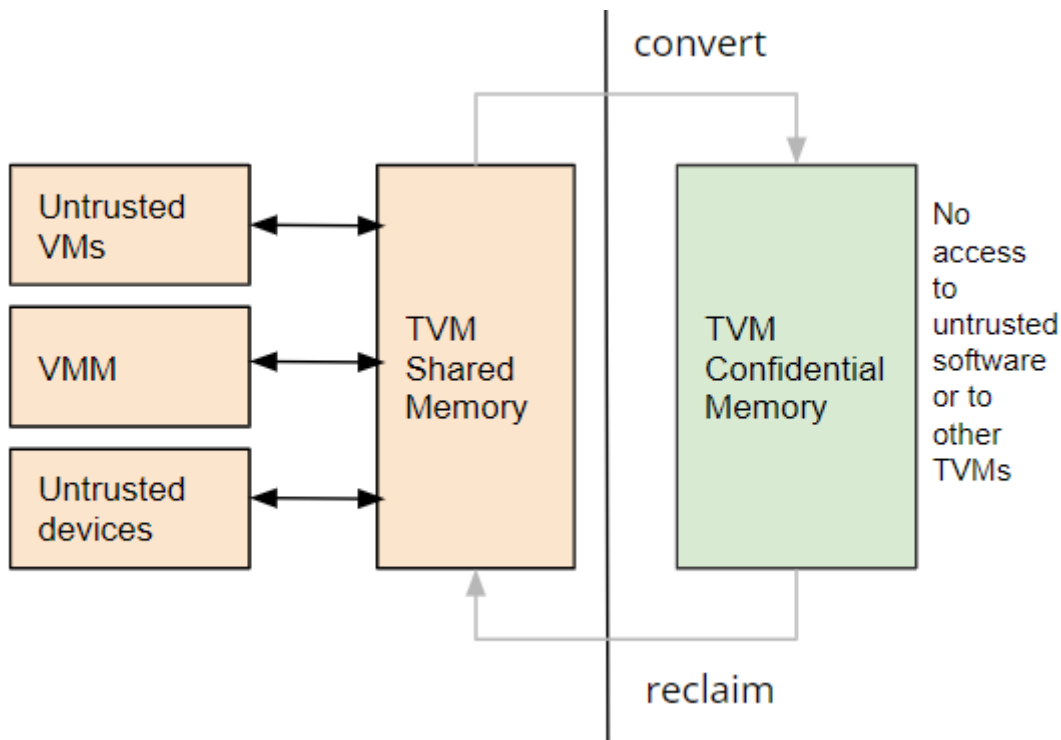 convert
Untrusted
VMs
VMM
Untrusted
devices
TVM
Shared
Memory
TVM
Confidential
Memory
No
access
to
untrusted
software
or to
other
TVMs
reclaim